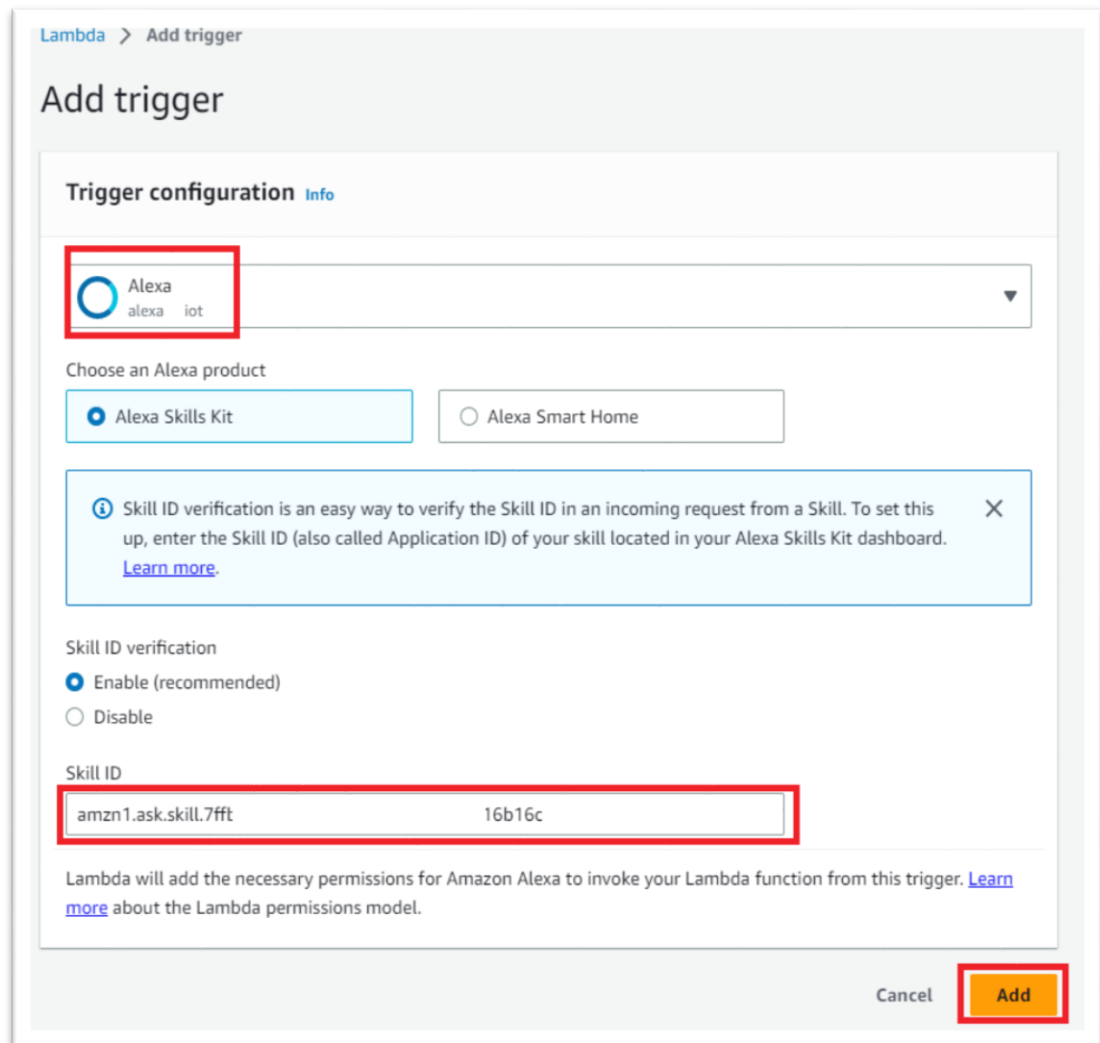 Lambda > Add trigger
Add trigger
Trigger configuration Info
Alexa
alexa iot
Choose an Alexa product
Alexa Skills Kit
Alexa Smart Home
Skill ID verification is an easy way to verify the Skill ID in an incoming request from a Skill. To set this
up, enter the Skill ID (also called Application ID) of your skill located in your Alexa Skills Kit dashboard.
Learn more.
Skill ID verification
Enable (recommended)
Disable
Skill ID
amzn1.ask.skill.7fft 16b16c
Lambda will add the necessary permissions for Amazon Alexa to invoke your Lambda function from this trigger. Learn
more about the Lambda permissions model.
Cancel
Add